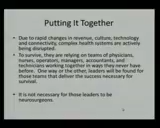 Putting It Together
• Due to rapid changes in revenue, culture, technology
and connectivity, complex health systems are actively
being disrupted.
• To survive, they are relying on teams of physicians,
nurses, operators, managers, accountants, and
technicians working together in ways they never have
before. One way or the other, leaders will be found for
those teams that deliver the success necessary for
survival.
• It is not necessary for those leaders to be
neurosurgeons